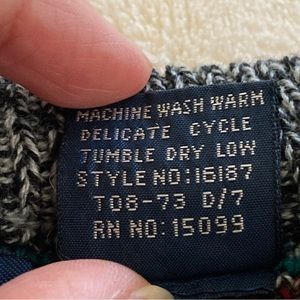 MACHINE WASH WARM
DELICATE CYCLE
TUMBLE DRY LOW
STYLE NO:16187
T08-73 D/7
RN NO:15099